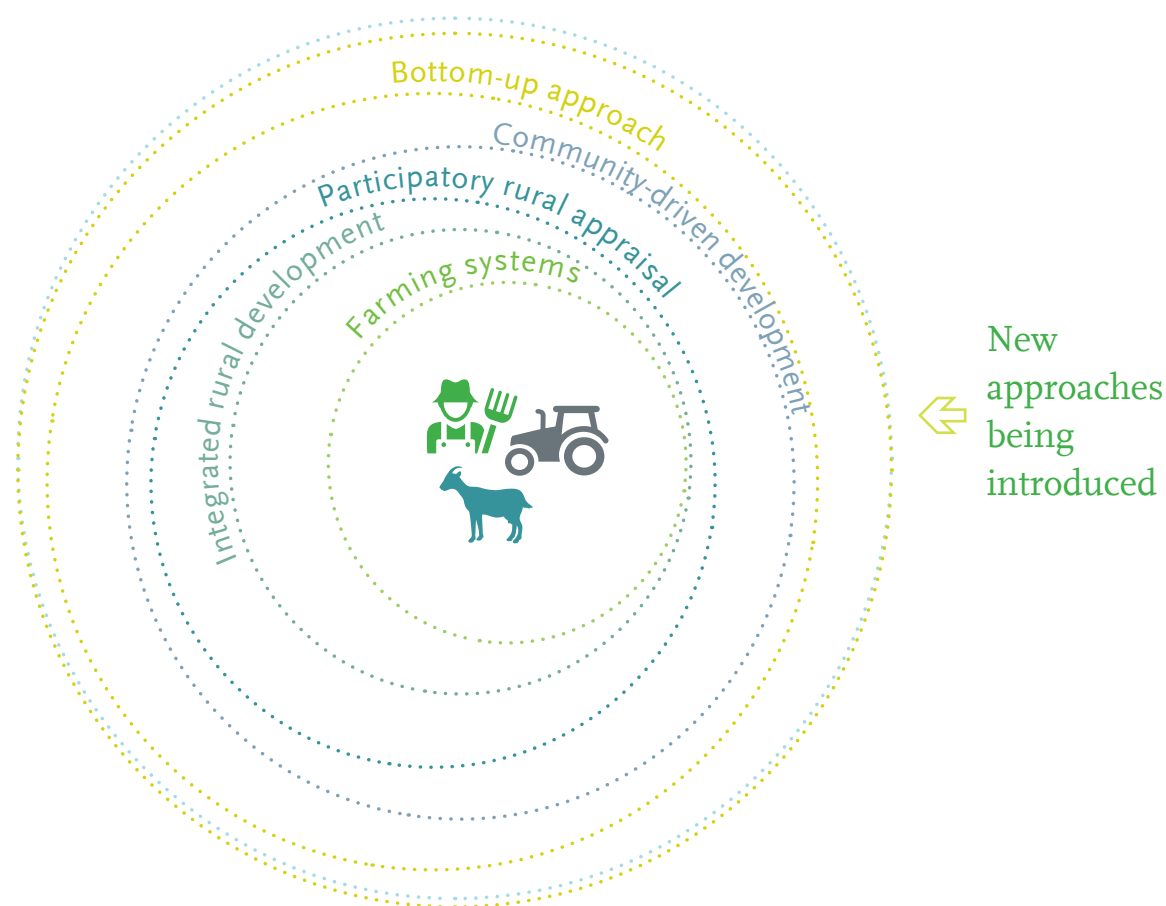 Bottom-up approach
Community-driven development
Participatory rural appraisal
Integrated rural development
Farming systems
New
approaches
being
introduced